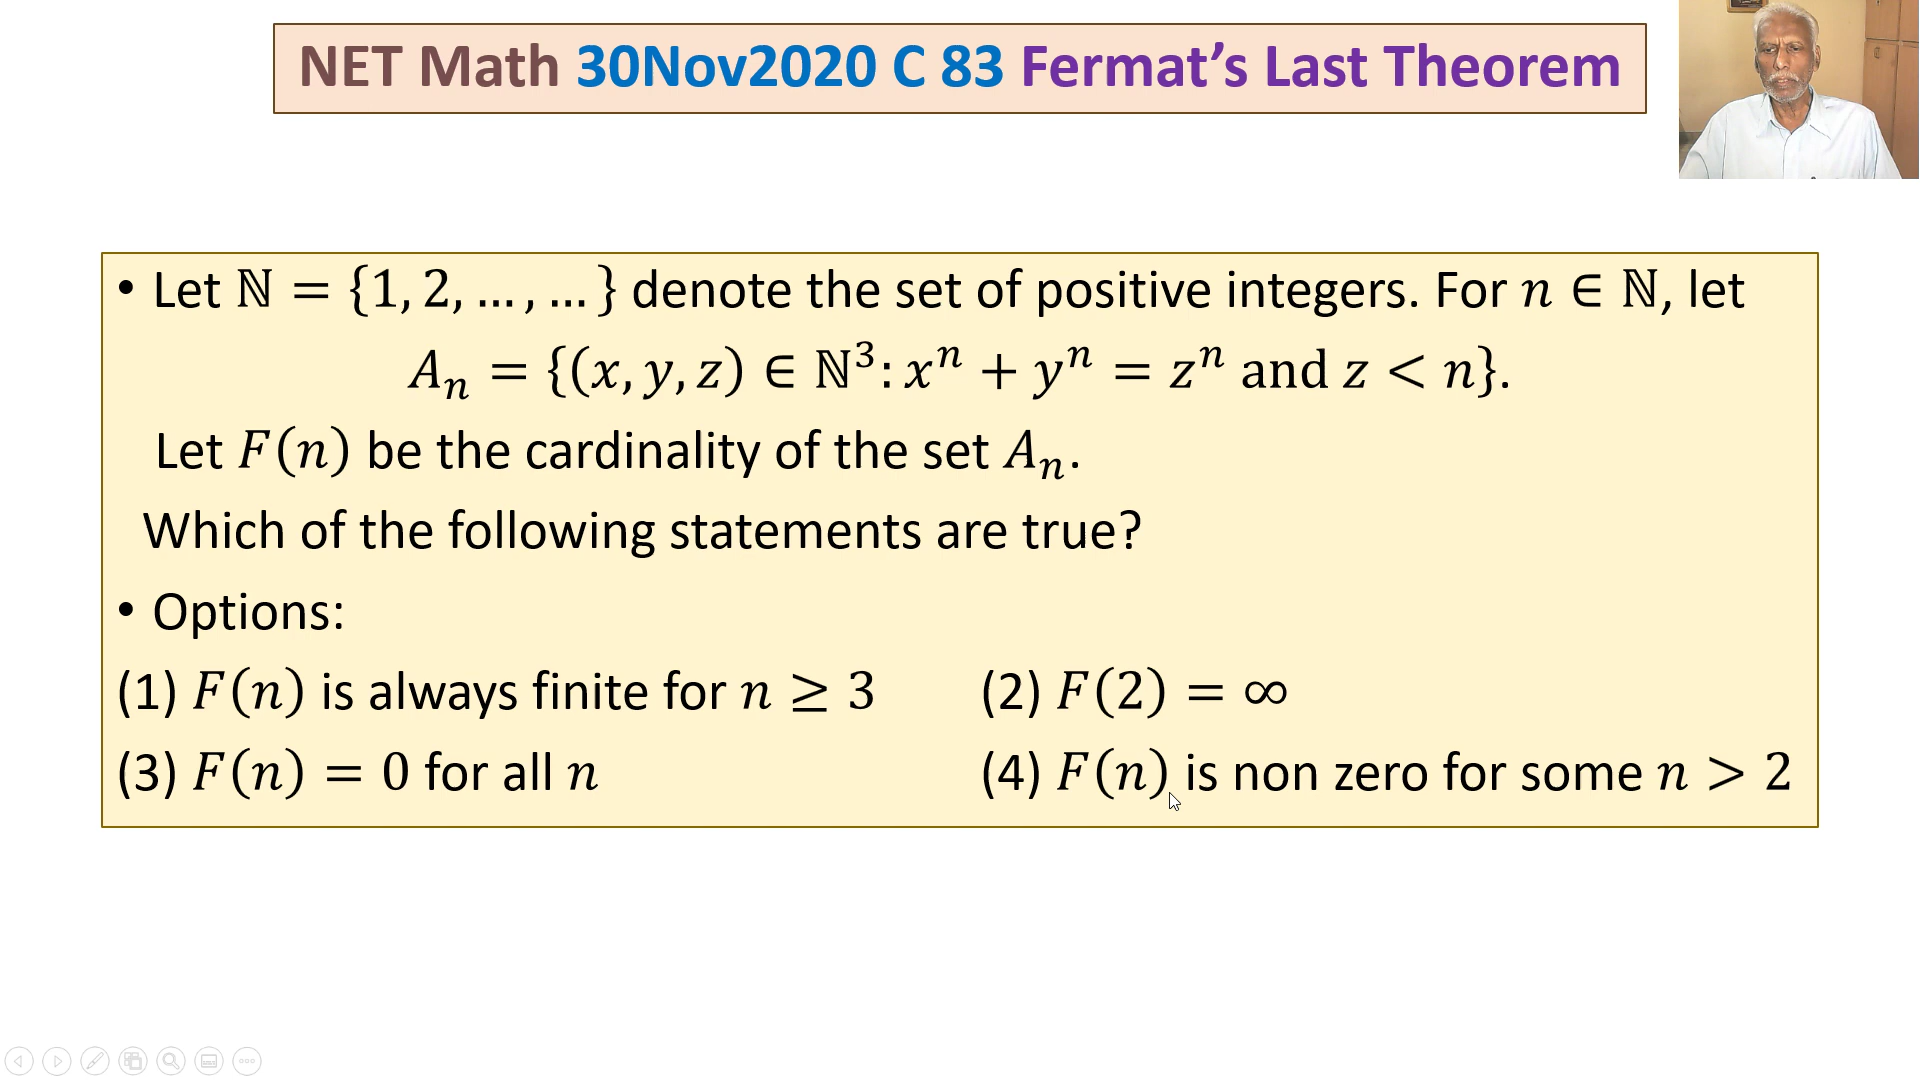 NET Math 30Nov2020 C 83 Fermat’s Last Theorem
• Let ℕ = {1, 2, … , … } denote the set of positive integers. For n ∈ ℕ, let
Aₙ = {(x, y, z) ∈ ℕ³: xⁿ + yⁿ = zⁿ and z < n}.
Let F(n) be the cardinality of the set Aₙ.
Which of the following statements are true?
• Options:
(1) F(n) is always finite for n ≥ 3 (2) F(2) = ∞
(3) F(n) = 0 for all n (4) F(n) is non zero for some n > 2